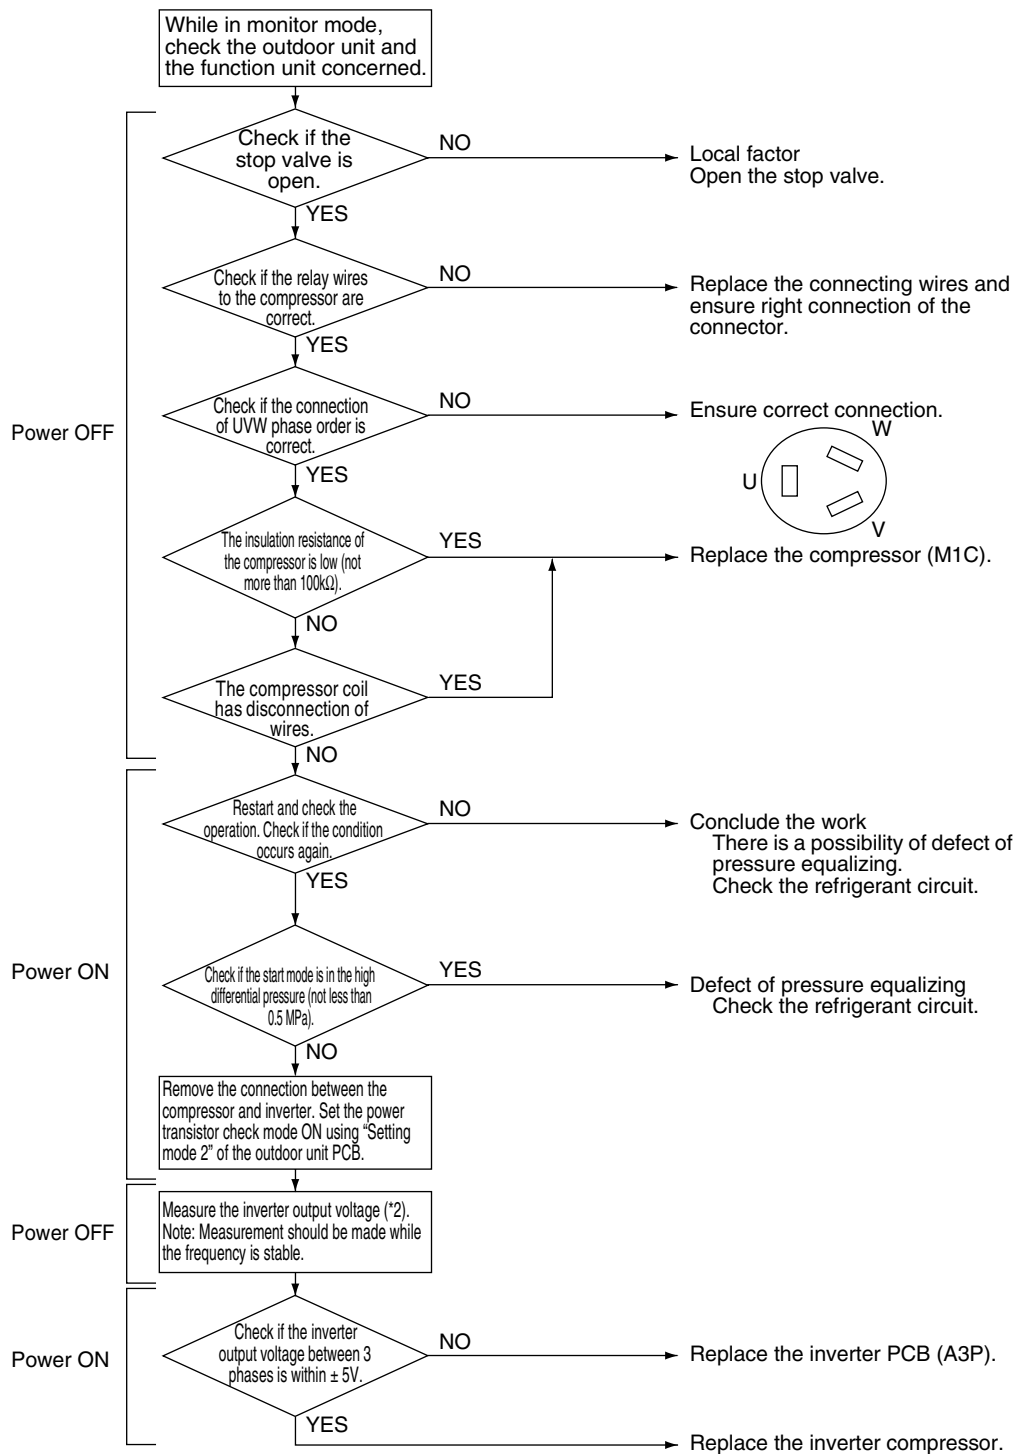 While in monitor mode,
check the outdoor unit and
the function unit concerned.
Check if the
stop valve is
open.
NO
Local factor
Open the stop valve.
YES
Check if the relay wires
to the compressor are
correct.
NO
Replace the connecting wires and
ensure right connection of the
connector.
YES
Power OFF
Check if the connection
of UVW phase order is
correct.
NO
Ensure correct connection.
W
U
V
YES
The insulation resistance of
the compressor is low (not
more than 100kΩ).
YES
Replace the compressor (M1C).
NO
The compressor coil
has disconnection of
wires.
YES
NO
Restart and check the
operation. Check if the condition
occurs again.
NO
Conclude the work
There is a possibility of defect of
pressure equalizing.
Check the refrigerant circuit.
YES
Power ON
Check if the start mode is in the high
differential pressure (not less than
0.5 MPa).
YES
Defect of pressure equalizing
Check the refrigerant circuit.
NO
Remove the connection between the
compressor and inverter. Set the power
transistor check mode ON using “Setting
mode 2” of the outdoor unit PCB.
Power OFF
Measure the inverter output voltage (*2).
Note: Measurement should be made while
the frequency is stable.
Power ON
Check if the inverter
output voltage between 3
phases is within ± 5V.
NO
Replace the inverter PCB (A3P).
YES
Replace the inverter compressor.